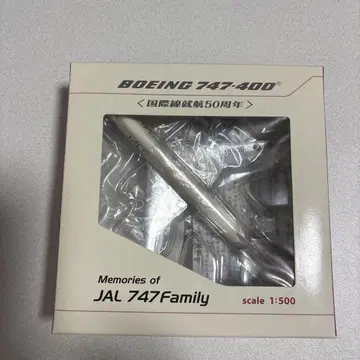 BOEING 747-400®
〈国際線就航50周年〉
Memories of
JAL 747Family
scale 1:500